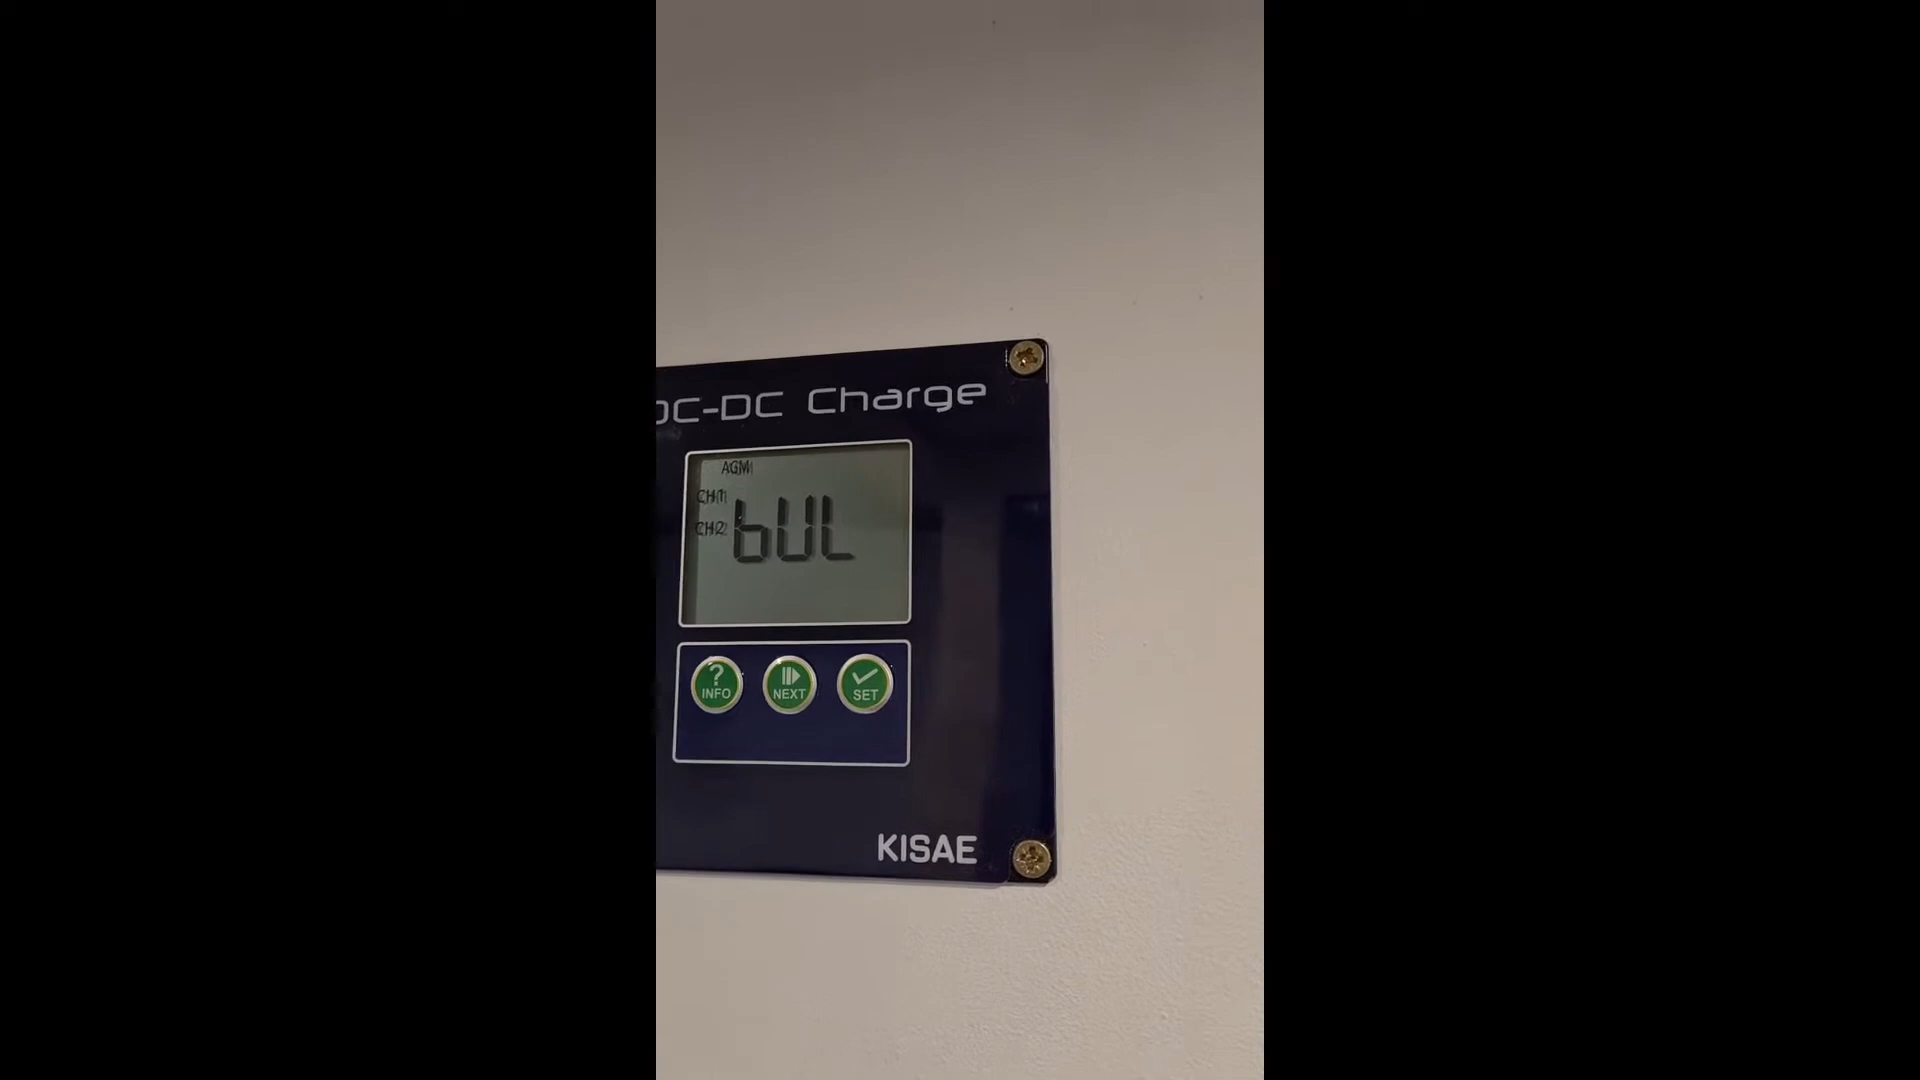 DC-DC Charge
AGM
CH1
CH2
bUL
? INFO
NEXT
SET
KISAE